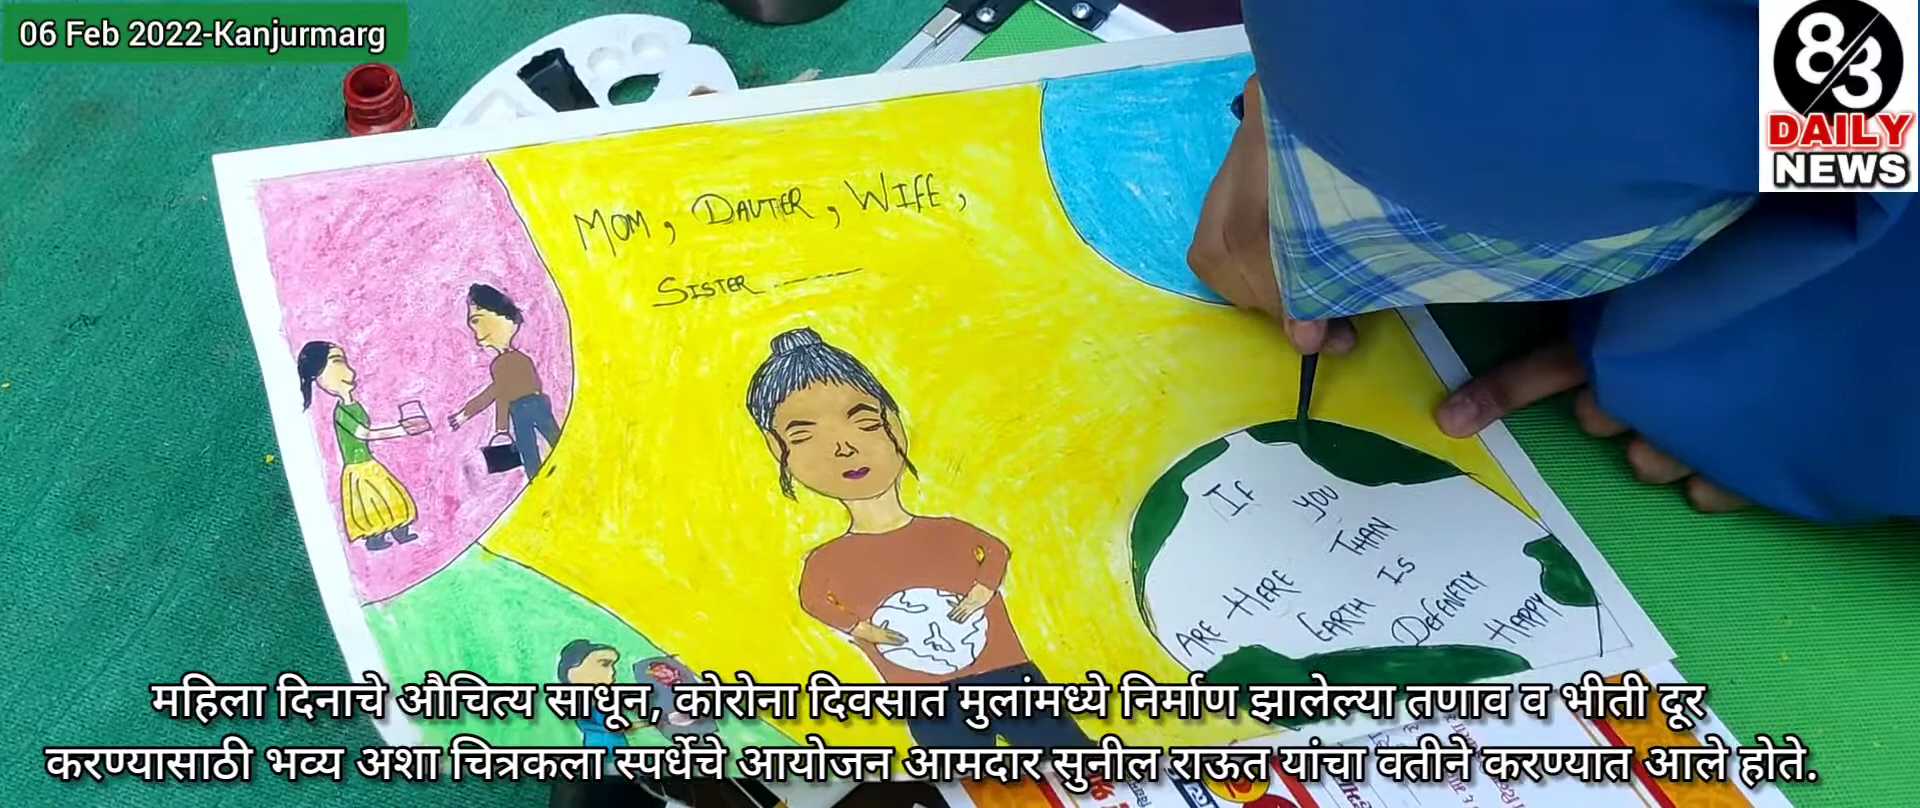 06 Feb 2022-Kanjurmarg
83
DAILY
NEWS
MOM, DAUTER, WIFE,
SISTER
IF YOU
ARE HERE THAN
EARTH IS
DEFENETLY
HAPPY
महिला दिनाचे औचित्य साधून, कोरोना दिवसात मुलांमध्ये निर्माण झालेल्या तणाव व भीती दूर
करण्यासाठी भव्य अशा चित्रकला स्पर्धेचे आयोजन आमदार सुनील राऊत यांचा वतीने करण्यात आले होते.